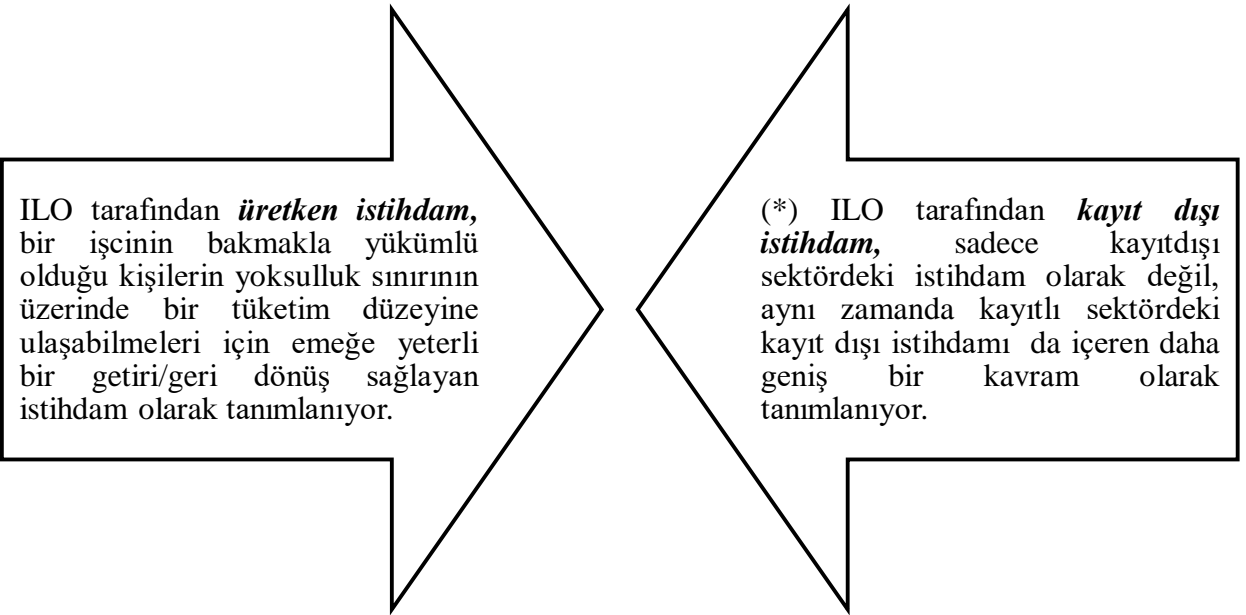 ILO tarafından üretken istihdam,
bir işcinin bakmakla yükümlü
olduğu kişilerin yoksulluk sınırının
üzerinde bir tüketim düzeyine
ulaşabilmeleri için emeğe yeterli
bir getiri/geri dönüş sağlayan
istihdam olarak tanımlanıyor.
(*) ILO tarafından kayıt dışı
istihdam, sadece kayıtdışı
sektördeki istihdam olarak değil,
aynı zamanda kayıtlı sektördeki
kayıt dışı istihdamı da içeren daha
geniş bir kavram olarak
tanımlanıyor.